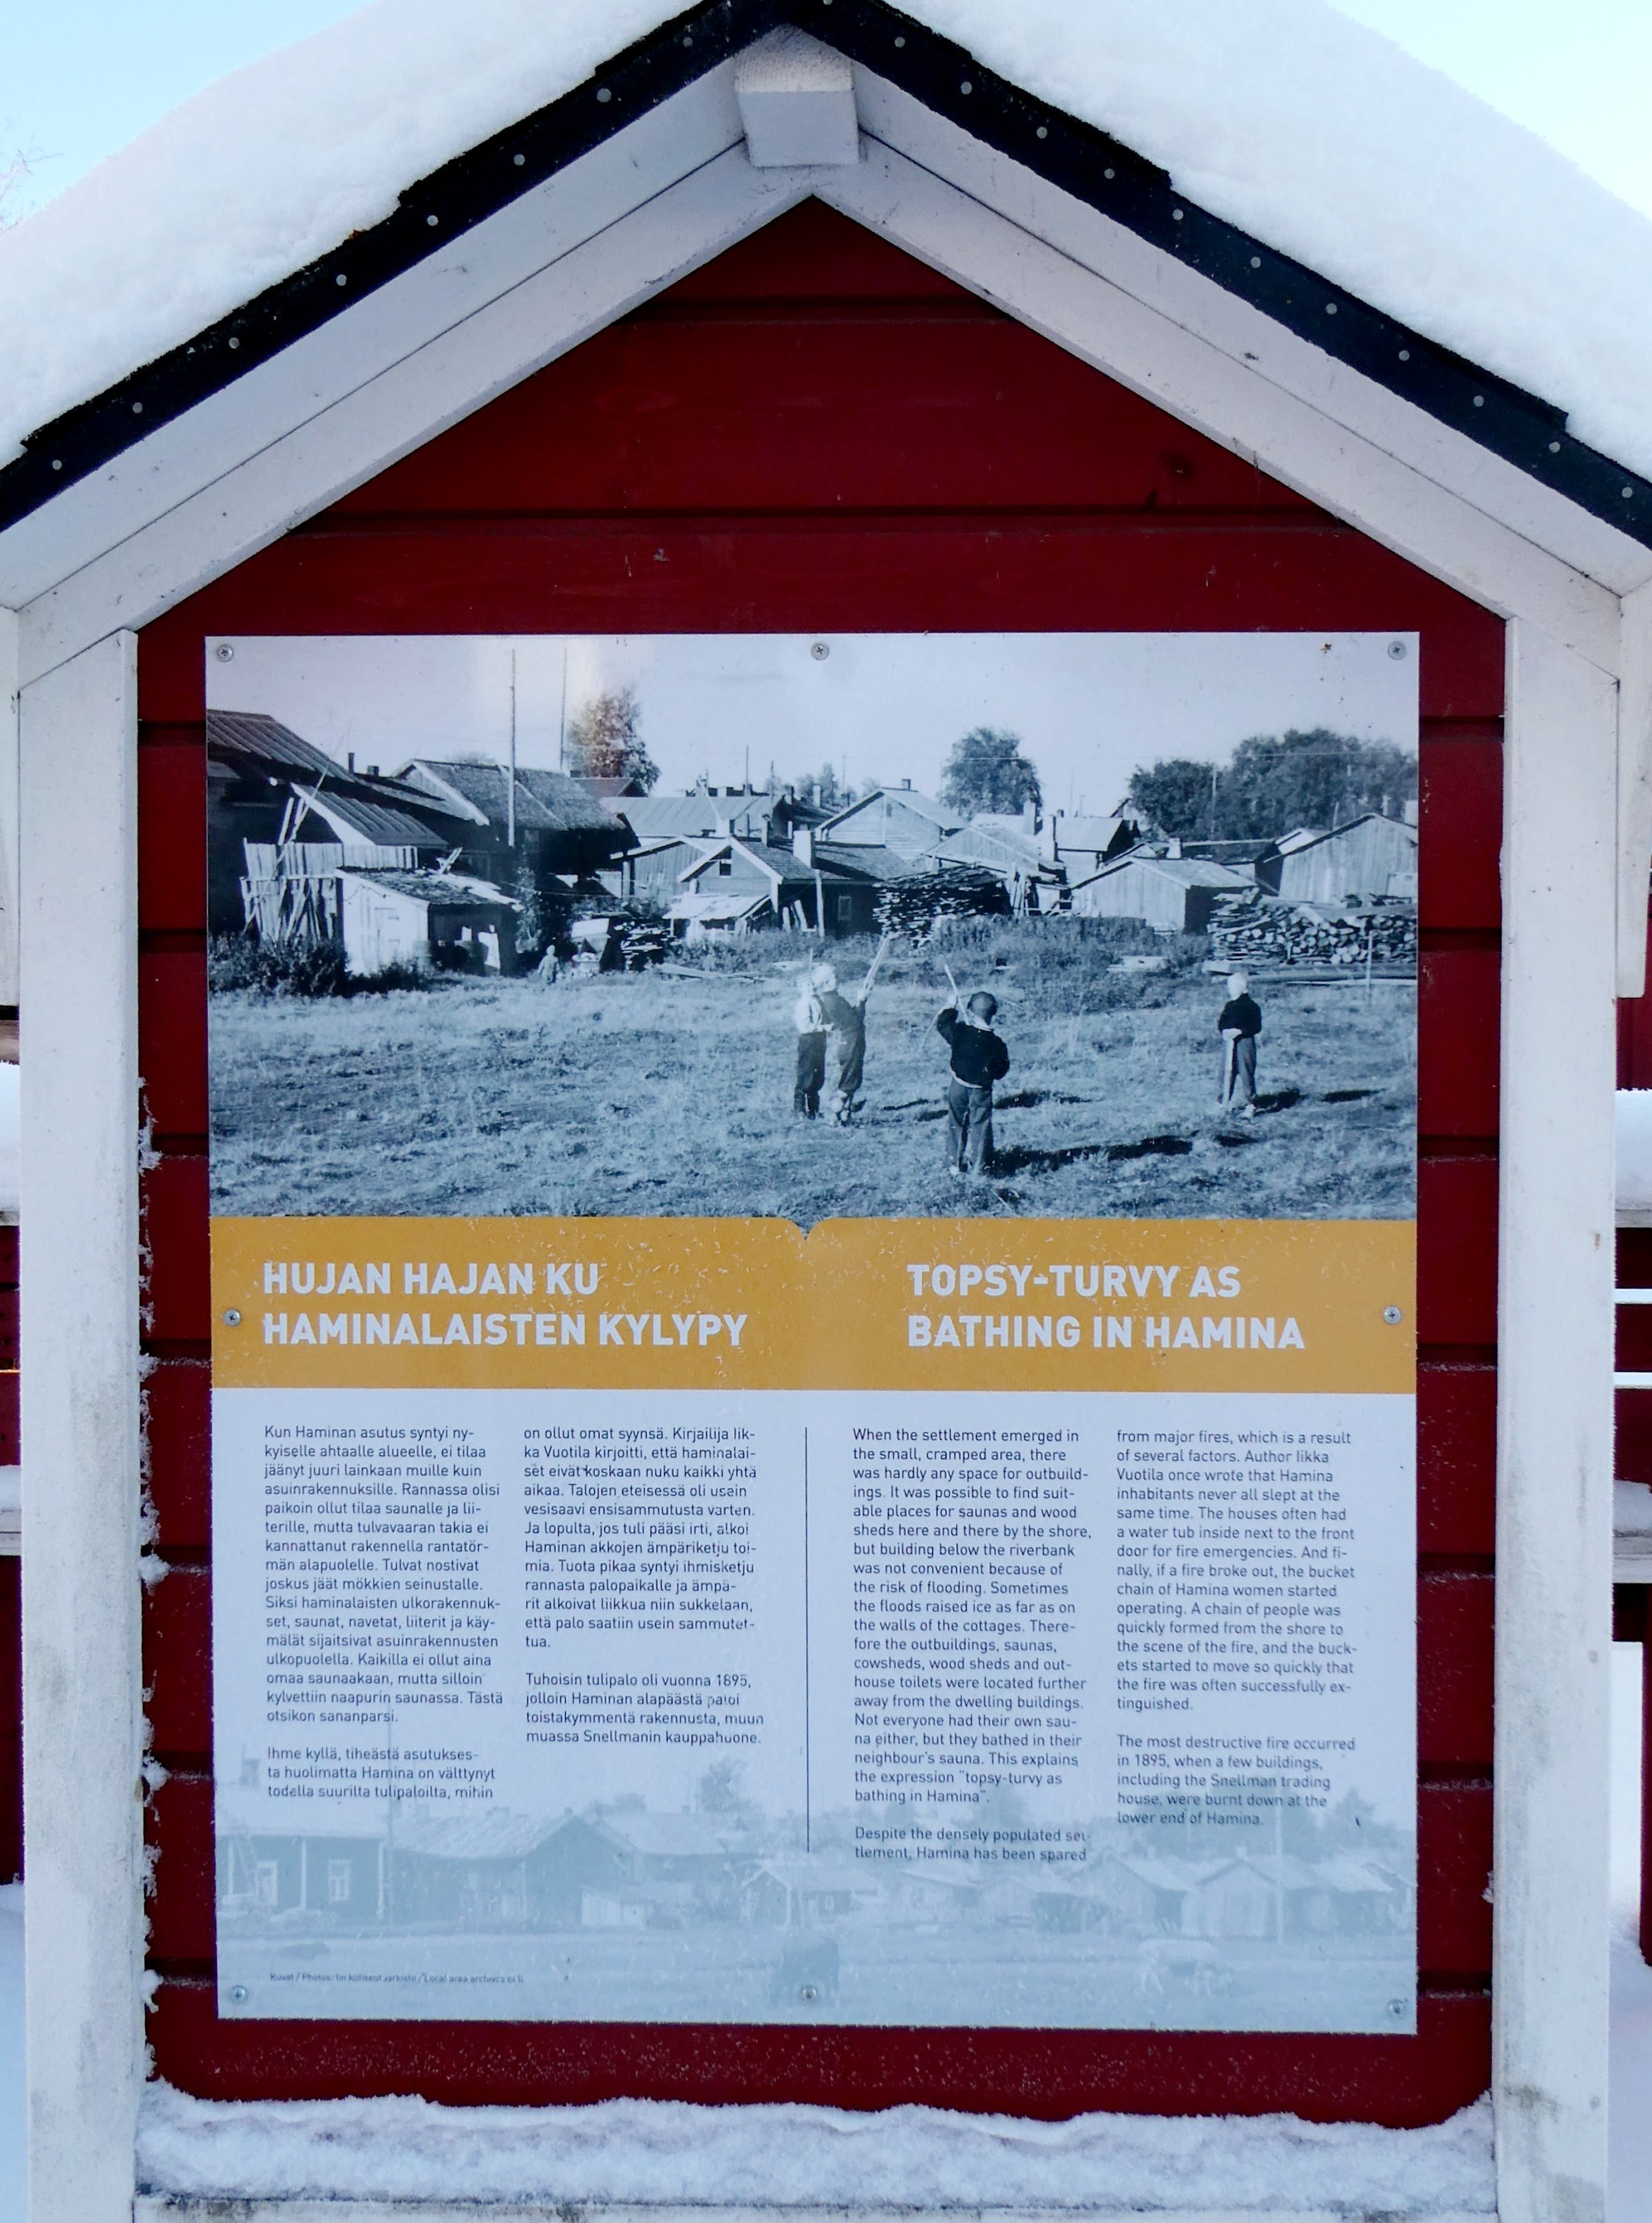 HUJAN HAJAN KU
HAMINALAISTEN KYLYPY
Kun Haminan asutus syntyi ny-
kyiselle ahtaalle alueelle, ei tilaa
jäänyt juuri lainkaan muille kuin
asuinrakennuksille. Rannassa olisi
paikoin ollut tilaa saunalle ja lii-
terille, mutta tulvavaaran takia ei
kannattanut rakennella rantatör-
män alapuolelle. Tulvat nostivat
joskus jäät mökkien seinustalle.
Siksi haminalaisten ulkorakennuk-
set, saunat, navetat, liiterit ja käy-
mälät sijaitsivat asuinrakennusten
ulkopuolella. Kaikilla ei ollut aina
omaa saunaakaan, mutta silloin
kylvettiin naapurin saunassa. Tästä
otsikon sananparsi.
Ihme kyllä, tiheästä asutukses-
ta huolimatta Hamina on välttynyt
todella suurilta tulipaloilta, mihin
on ollut omat syynsä. Kirjailija Iik-
ka Vuotila kirjoitti, että haminalai-
set eivät koskaan nuku kaikki yhtä
aikaa. Talojen eteisessä oli usein
vesisaavi ensisammutusta varten.
Ja lopulta, jos tuli pääsi irti, alkoi
Haminan akkojen ämpäriketju toi-
mia. Tuota pikaa syntyi ihmisketju
rannasta palopaikalle ja ämpä-
rit alkoivat liikkua niin sukkelaan,
että palo saatiin usein sammutet-
tua.
Tuhoisin tulipalo oli vuonna 1895,
jolloin Haminan alapäästä paloi
toistakymmentä rakennusta, muun
muassa Snellmanin kauppahuone.
TOPSY-TURVY AS
BATHING IN HAMINA
When the settlement emerged in
the small, cramped area, there
was hardly any space for outbuild-
ings. It was possible to find suit-
able places for saunas and wood
sheds here and there by the shore,
but building below the riverbank
was not convenient because of
the risk of flooding. Sometimes
the floods raised ice as far as on
the walls of the cottages. There-
fore the outbuildings, saunas,
cowsheds, wood sheds and out-
house toilets were located further
away from the dwelling buildings.
Not everyone had their own sau-
na either, but they bathed in their
neighbour's sauna. This explains
the expression "topsy-turvy as
bathing in Hamina".
Despite the densely populated set-
tlement, Hamina has been spared
from major fires, which is a result
of several factors. Author Iikka
Vuotila once wrote that Hamina
inhabitants never all slept at the
same time. The houses often had
a water tub inside next to the front
door for fire emergencies. And fi-
nally, if a fire broke out, the bucket
chain of Hamina women started
operating. A chain of people was
quickly formed from the shore to
the scene of the fire, and the buck-
ets started to move so quickly that
the fire was often successfully ex-
tinguished.
The most destructive fire occurred
in 1895, when a few buildings,
including the Snellman trading
house, were burnt down at the
lower end of Hamina.
Kuvat / Photos: Iin kotiseutuarkisto / Local area archives of Ii